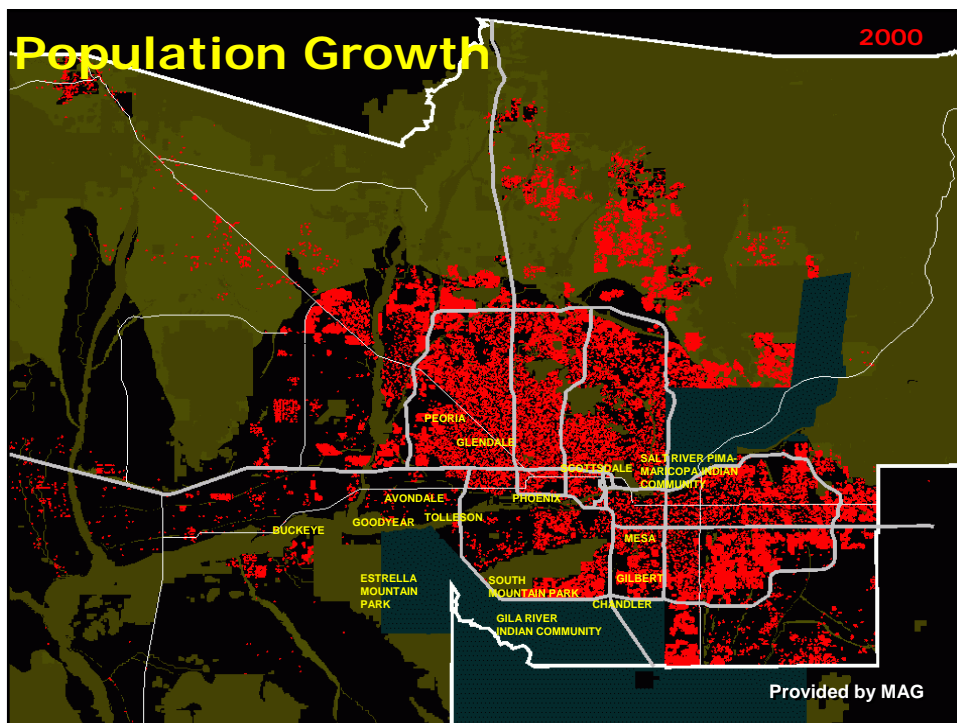 Population Growth
2000
PEORIA
GLENDALE
SCOTTSDALE
SALT RIVER PIMA-
MARICOPA INDIAN
COMMUNITY
AVONDALE
PHOENIX
TOLLESON
GOODYEAR
BUCKEYE
MESA
ESTRELLA
MOUNTAIN
PARK
SOUTH
MOUNTAIN PARK
GILBERT
CHANDLER
GILA RIVER
INDIAN COMMUNITY
Provided by MAG